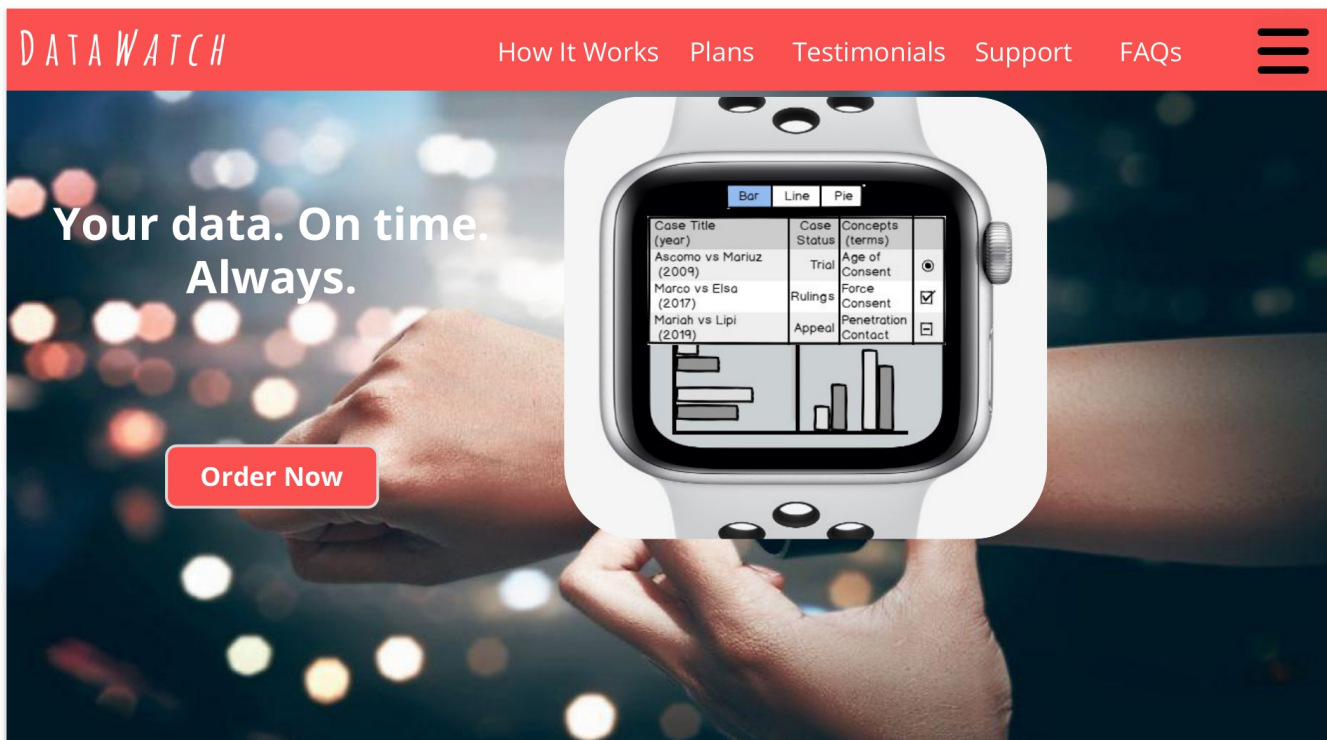 DATAWATCH
How It Works Plans Testimonials Support FAQs
Your data. On time.
Always.
Order Now
Bar Line Pie
Case Title Case Concepts
(year) Status (terms)
Ascomo vs Mariuz Trial Age of
(2009) Consent
Marco vs Elsa Rulings Force
(2017) Consent
Mariah vs Lipi Appeal Penetration
(2019) Contact